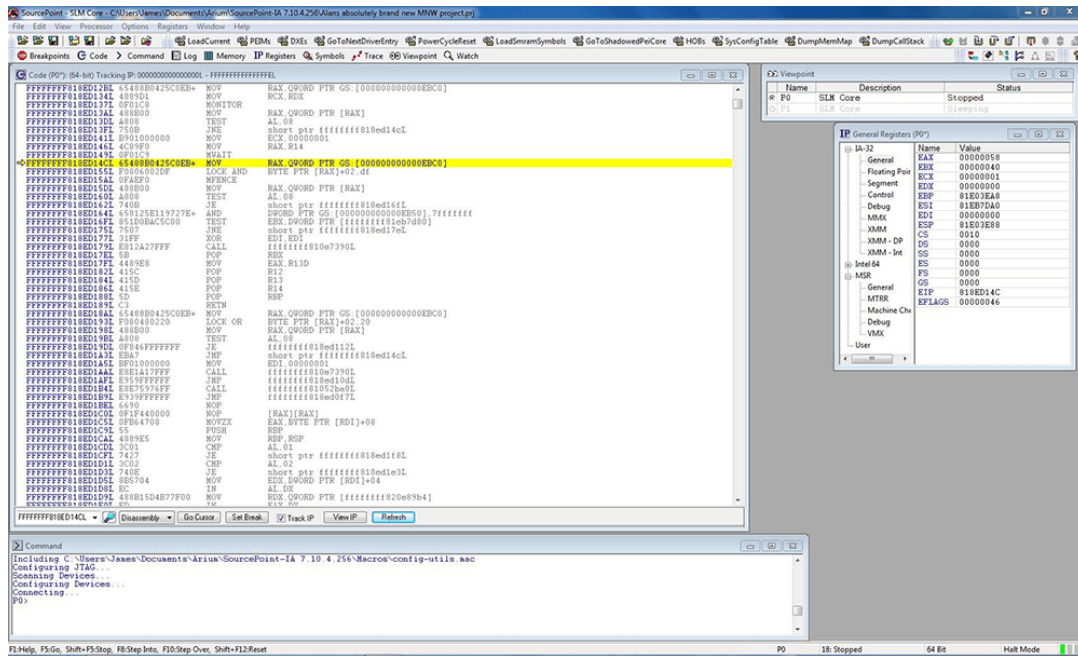 SourcePoint - SLM Core - C:\Users\James\Documents\Arium\SourcePoint-IA 7.10.4.256\Alans absolutely brand new MNW project.prj
File Edit View Processor Options Registers Window Help
LoadCurrent PEIMs DXEs GoToNextDriverEntry PowerCycleReset LoadSmramSymbols GoToShadowedPeiCore HOBs SysConfigTable DumpMemMap DumpCallStack
Breakpoints Code Command Log Memory IP Registers Symbols Trace Viewpoint Watch
Code (P0*): (64-bit) Tracking IP: 0000000000000000L - FFFFFFFFFFFFFFFEL
FFFFFFFF818ED12BL 65488B0425C0EB+ MOV RAX,QWORD PTR GS:[000000000000EBC0]
FFFFFFFF818ED134L 4889D1 MOV RCX,RDX
FFFFFFFF818ED137L 0F01C8 MONITOR
FFFFFFFF818ED13AL 488B00 MOV RAX,QWORD PTR [RAX]
FFFFFFFF818ED13DL A808 TEST AL,08
FFFFFFFF818ED13FL 750B JNE short ptr ffffffff818ed14cL
FFFFFFFF818ED141L B901000000 MOV ECX,00000001
FFFFFFFF818ED146L 4C89F0 MOV RAX,R14
FFFFFFFF818ED149L 0F01C9 MWAIT
FFFFFFFF818ED14CL 65488B0425C0EB+ MOV RAX,QWORD PTR GS:[000000000000EBC0]
FFFFFFFF818ED155L F0806002DF LOCK AND BYTE PTR [RAX]+02,df
FFFFFFFF818ED15AL 0FAEF0 MFENCE
FFFFFFFF818ED15DL 488B00 MOV RAX,QWORD PTR [RAX]
FFFFFFFF818ED160L A808 TEST AL,08
FFFFFFFF818ED162L 740B JE short ptr ffffffff818ed16fL
FFFFFFFF818ED164L 658125E119727E+ AND DWORD PTR GS:[000000000000EB50],7fffffff
FFFFFFFF818ED16FL 851D0BAC5C00 TEST EBX,DWORD PTR [ffffffff81eb7d80]
FFFFFFFF818ED175L 7507 JNE short ptr ffffffff818ed17eL
FFFFFFFF818ED177L 31FF XOR EDI,EDI
FFFFFFFF818ED179L E812A27FFF CALL ffffffff810e7390L
FFFFFFFF818ED17EL 5B POP RBX
FFFFFFFF818ED17FL 4489E8 MOV EAX,R13D
FFFFFFFF818ED182L 415C POP R12
FFFFFFFF818ED184L 415D POP R13
FFFFFFFF818ED186L 415E POP R14
FFFFFFFF818ED188L 5D POP RBP
FFFFFFFF818ED189L C3 RETN
FFFFFFFF818ED18AL 65488B0425C0EB+ MOV RAX,QWORD PTR GS:[000000000000EBC0]
FFFFFFFF818ED193L F080480220 LOCK OR BYTE PTR [RAX]+02,20
FFFFFFFF818ED198L 488B00 MOV RAX,QWORD PTR [RAX]
FFFFFFFF818ED19BL A808 TEST AL,08
FFFFFFFF818ED19DL 0F846FFFFFFF JE ffffffff818ed112L
FFFFFFFF818ED1A3L EBA7 JMP short ptr ffffffff818ed14cL
FFFFFFFF818ED1A5L BF01000000 MOV EDI,00000001
FFFFFFFF818ED1AAL E8E1A17FFF CALL ffffffff810e7390L
FFFFFFFF818ED1AFL E959FFFFFF JMP ffffffff818ed10dL
FFFFFFFF818ED1B4L E8E75976FF CALL ffffffff81052ba0L
FFFFFFFF818ED1B9L E939FFFFFF JMP ffffffff818ed0f7L
FFFFFFFF818ED1BEL 6690 NOP
FFFFFFFF818ED1C0L 0F1F440000 NOP [RAX][RAX]
FFFFFFFF818ED1C5L 0FB64708 MOVZX EAX,BYTE PTR [RDI]+08
FFFFFFFF818ED1C9L 55 PUSH RBP
FFFFFFFF818ED1CAL 4889E5 MOV RBP,RSP
FFFFFFFF818ED1CDL 3C01 CMP AL,01
FFFFFFFF818ED1CFL 7427 JE short ptr ffffffff818ed1f8L
FFFFFFFF818ED1D1L 3C02 CMP AL,02
FFFFFFFF818ED1D3L 740E JE short ptr ffffffff818ed1e3L
FFFFFFFF818ED1D5L 8B5704 MOV EDX,DWORD PTR [RDI]+04
FFFFFFFF818ED1D8L EC IN AL,DX
FFFFFFFF818ED1D9L 488B15D4B77F00 MOV RDX,QWORD PTR [ffffffff820e89b4]
FFFFFFFF818ED14CL Disassembly Go Cursor Set Break Track IP View IP Refresh
Viewpoint
Name Description Status
P0 SLM Core Stopped
P1 SLM Core Sleeping
IP General Registers (P0*)
IA-32
General
Floating Poir
Segment
Control
Debug
MMX
XMM
XMM - DP
XMM - Int
Intel 64
MSR
General
MTRR
Machine Che
Debug
VMX
User
Name Value
EAX 00000058
EBX 00000040
ECX 00000001
EDX 00000000
EBP 81E03EA8
ESI 81EB7DA0
EDI 00000000
ESP 81E03E88
CS 0010
DS 0000
SS 0000
ES 0000
FS 0000
GS 0000
EIP 818ED14C
EFLAGS 00000046
Command
Including C:\Users\James\Documents\Arium\SourcePoint-IA 7.10.4.256\Macros\config-utils.mac
Configuring JTAG...
Scanning Devices...
Configuring Devices...
Connecting...
P0>
F1:Help, F5:Go, Shift+F5:Stop, F8:Step Into, F10:Step Over, Shift+F12:Reset P0 18: Stopped 64 Bit Halt Mode